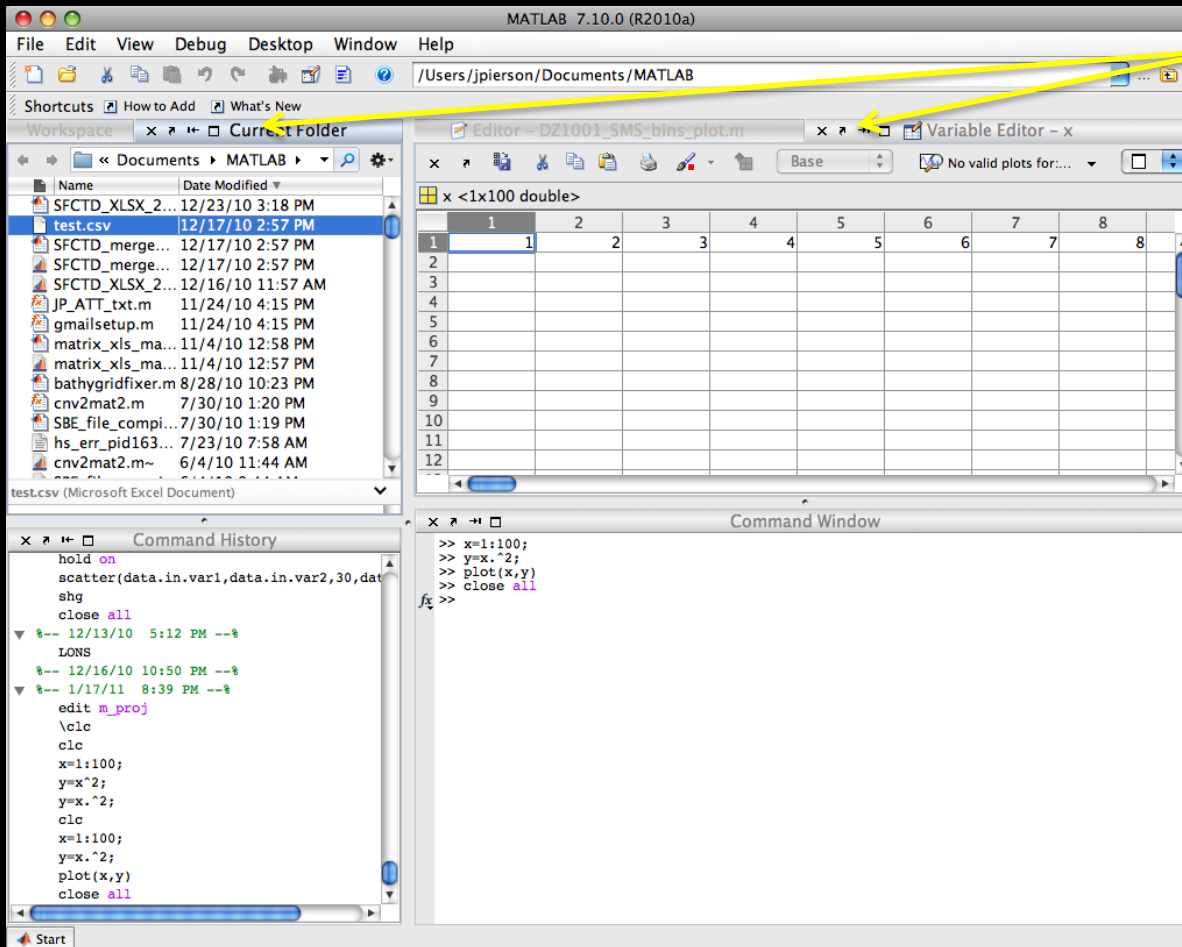 MATLAB 7.10.0 (R2010a)
File Edit View Debug Desktop Window Help
/Users/jpierson/Documents/MATLAB ...
Shortcuts How to Add What's New
Workspace Current Folder
« Documents MATLAB
Name Date Modified
SFCTD_XLSX_2... 12/23/10 3:18 PM
test.csv 12/17/10 2:57 PM
SFCTD_merge... 12/17/10 2:57 PM
SFCTD_merge... 12/17/10 2:57 PM
SFCTD_XLSX_2... 12/16/10 11:57 AM
JP_ATT_txt.m 11/24/10 4:15 PM
gmailsetup.m 11/24/10 4:15 PM
matrix_xls_ma... 11/4/10 12:58 PM
matrix_xls_ma... 11/4/10 12:57 PM
bathygridfixer.m 8/28/10 10:23 PM
cnv2mat2.m 7/30/10 1:20 PM
SBE_file_compi... 7/30/10 1:19 PM
hs_err_pid163... 7/23/10 7:58 AM
cnv2mat2.m~ 6/4/10 11:44 AM
test.csv (Microsoft Excel Document)
Editor - DZ1001_SMS_bins_plot.m Variable Editor - x
Base No valid plots for:...
x <1x100 double>
1 2 3 4 5 6 7 8
1 1 2 3 4 5 6 7 8
2
3
4
5
6
7
8
9
10
11
12
Command History
hold on
scatter(data.in.var1,data.in.var2,30,dat
shg
close all
%-- 12/13/10 5:12 PM --%
LONS
%-- 12/16/10 10:50 PM --%
%-- 1/17/11 8:39 PM --%
edit m_proj
\clc
clc
x=1:100;
y=x^2;
y=x.^2;
clc
x=1:100;
y=x.^2;
plot(x,y)
close all
Command Window
>> x=1:100;
>> y=x.^2;
>> plot(x,y)
>> close all
fx >>
Start